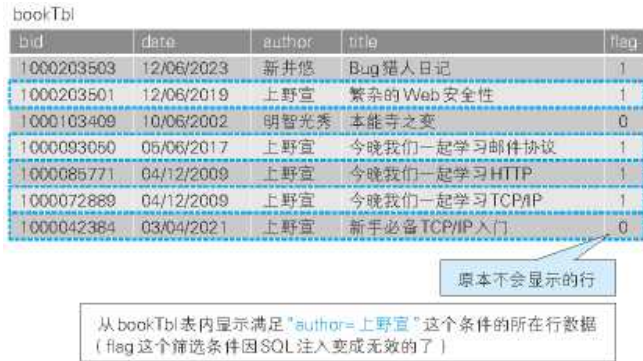 bookTbl
bid date author title flag
1000203503 12/06/2023 新井悠 Bug猎人日记 1
1000203501 12/06/2019 上野宣 繁杂的Web安全性 1
1000103409 10/06/2002 明智光秀 本能寺之变 0
1000093050 05/06/2017 上野宣 今晚我们一起学习邮件协议 1
1000085771 04/12/2009 上野宣 今晚我们一起学习HTTP 1
1000072889 04/12/2009 上野宣 今晚我们一起学习TCP/IP 1
1000042384 03/04/2021 上野宣 新手必备TCP/IP入门 0
原本不会显示的行
从bookTbl表内显示满足"author=上野宣"这个条件的所在行数据
(flag这个筛选条件因SQL注入变成无效的了)